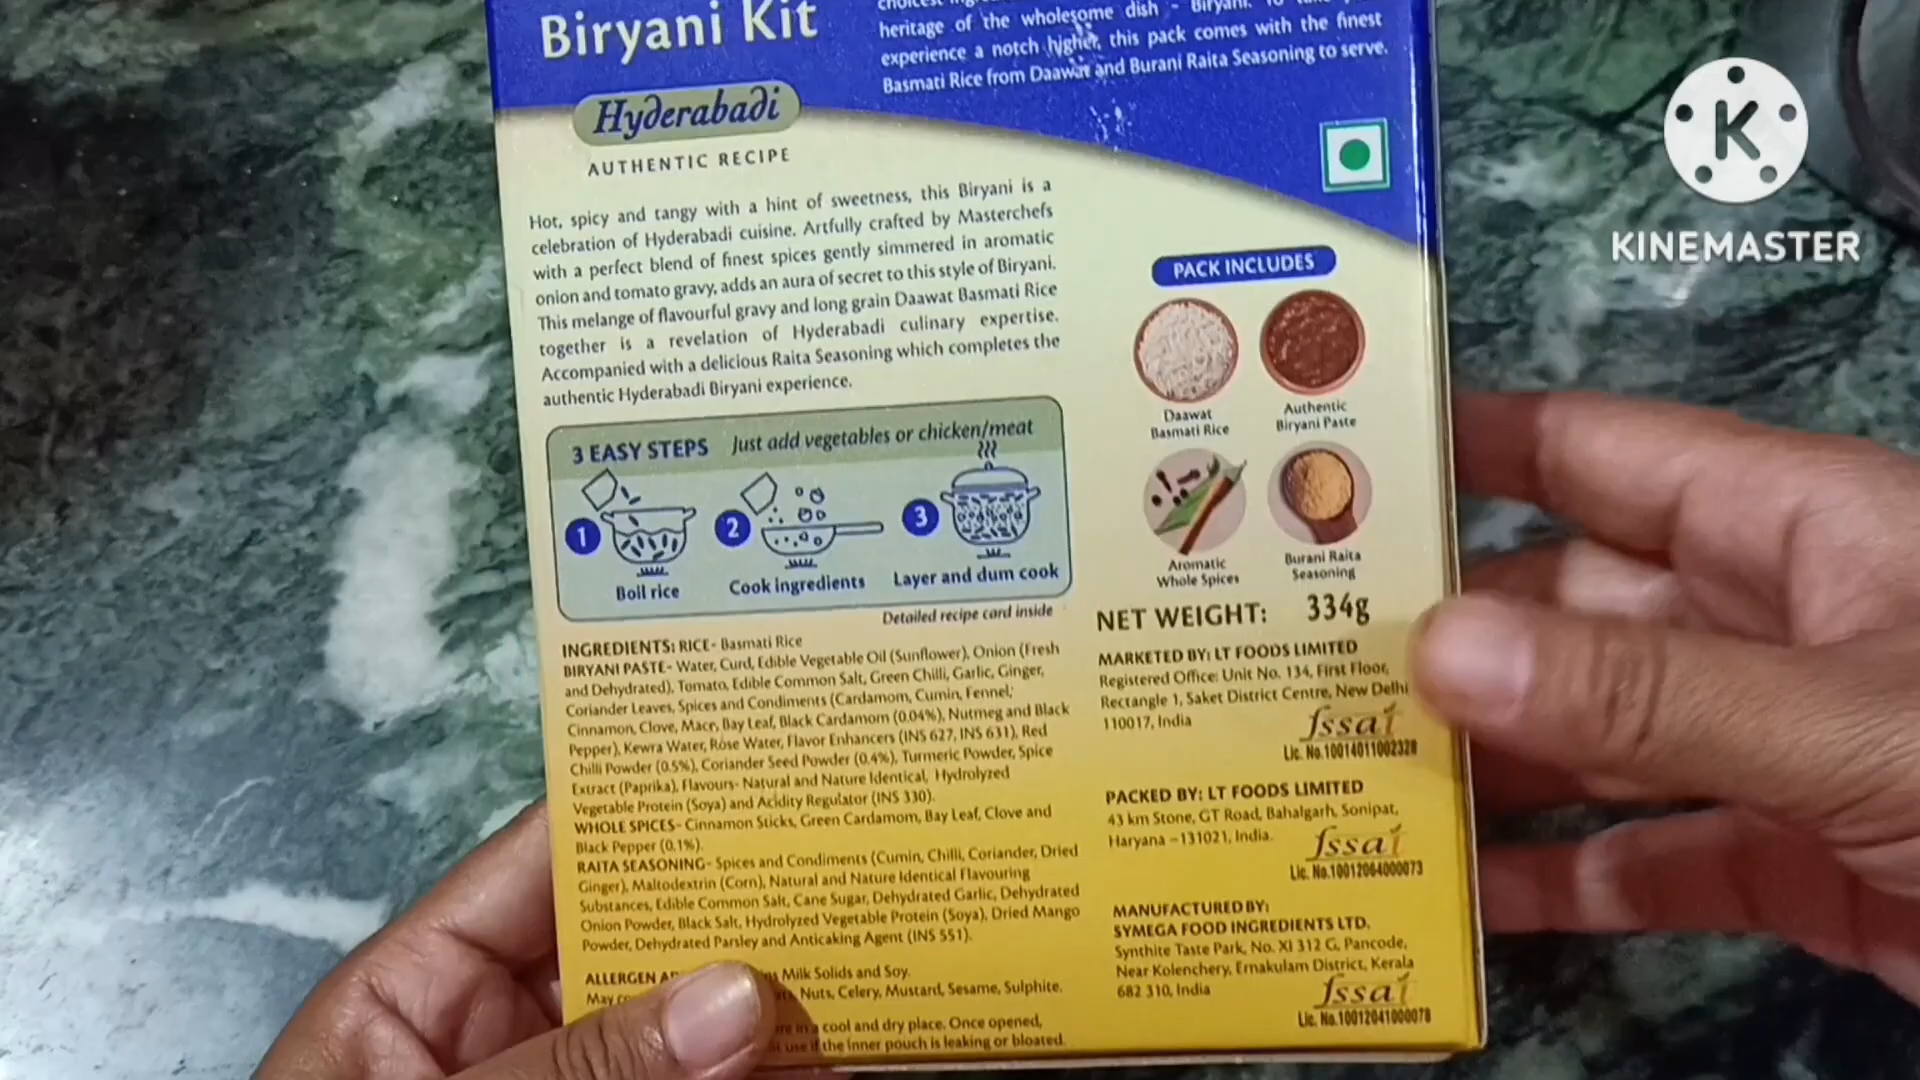 Biryani Kit
heritage of the wholesome dish - Biryani. To
experience a notch higher, this pack comes with the finest
Basmati Rice from Daawat and Burani Raita Seasoning to serve.
Hyderabadi
AUTHENTIC RECIPE
Hot, spicy and tangy with a hint of sweetness, this Biryani is a
celebration of Hyderabadi cuisine. Artfully crafted by Masterchefs
with a perfect blend of finest spices gently simmered in aromatic
onion and tomato gravy, adds an aura of secret to this style of Biryani.
This melange of flavourful gravy and long grain Daawat Basmati Rice
together is a revelation of Hyderabadi culinary expertise.
Accompanied with a delicious Raita Seasoning which completes the
authentic Hyderabadi Biryani experience.
3 EASY STEPS Just add vegetables or chicken/meat
1 2 3
Boil rice Cook ingredients Layer and dum cook
Detailed recipe card inside
INGREDIENTS: RICE- Basmati Rice
BIRYANI PASTE- Water, Curd, Edible Vegetable Oil (Sunflower), Onion (Fresh
and Dehydrated), Tomato, Edible Common Salt, Green Chilli, Garlic, Ginger,
Coriander Leaves, Spices and Condiments (Cardamom, Cumin, Fennel,
Cinnamon, Clove, Mace, Bay Leaf, Black Cardamom (0.04%), Nutmeg and Black
Pepper), Kewra Water, Rose Water, Flavor Enhancers (INS 627, INS 631), Red
Chilli Powder (0.5%), Coriander Seed Powder (0.4%), Turmeric Powder, Spice
Extract (Paprika), Flavours- Natural and Nature Identical, Hydrolyzed
Vegetable Protein (Soya) and Acidity Regulator (INS 330).
WHOLE SPICES- Cinnamon Sticks, Green Cardamom, Bay Leaf, Clove and
Black Pepper (0.1%).
RAITA SEASONING- Spices and Condiments (Cumin, Chilli, Coriander, Dried
Ginger), Maltodextrin (Corn), Natural and Nature Identical Flavouring
Substances, Edible Common Salt, Cane Sugar, Dehydrated Garlic, Dehydrated
Onion Powder, Black Salt, Hydrolyzed Vegetable Protein (Soya), Dried Mango
Powder, Dehydrated Parsley and Anticaking Agent (INS 551).
ALLERGEN Milk Solids and Soy.
May Nuts, Celery, Mustard, Sesame, Sulphite.
cool and dry place. Once opened,
use if the inner pouch is leaking or bloated.
PACK INCLUDES
Daawat
Basmati Rice
Authentic
Biryani Paste
Aromatic
Whole Spices
Burani Raita
Seasoning
NET WEIGHT: 334g
MARKETED BY: LT FOODS LIMITED
Registered Office: Unit No. 134, First Floor,
Rectangle 1, Saket District Centre, New Delhi
110017, India
fssai
Lic. No.10014011002328
PACKED BY: LT FOODS LIMITED
43 km Stone, GT Road, Bahalgarh, Sonipat,
Haryana -131021, India.
fssai
Lic. No.10012064000073
MANUFACTURED BY:
SYMEGA FOOD INGREDIENTS LTD.
Synthite Taste Park, No. XI 312 G, Pancode,
Near Kolenchery, Ernakulam District, Kerala
682 310, India
fssai
Lic. No.10012041000078
K
KINEMASTER